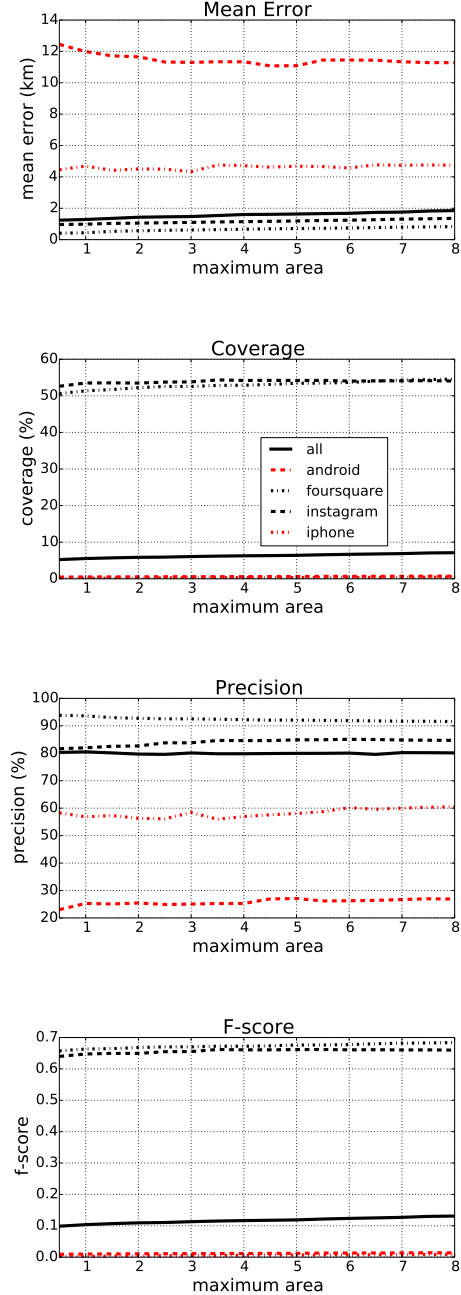 Mean Error
14
12
10
8
6
4
2
0
mean error (km)
1 2 3 4 5 6 7 8
maximum area
Coverage
60
50
40
30
20
10
0
coverage (%)
all
android
foursquare
instagram
iphone
1 2 3 4 5 6 7 8
maximum area
Precision
100
90
80
70
60
50
40
30
20
precision (%)
1 2 3 4 5 6 7 8
maximum area
F-score
0.7
0.6
0.5
0.4
0.3
0.2
0.1
0.0
f-score
1 2 3 4 5 6 7 8
maximum area